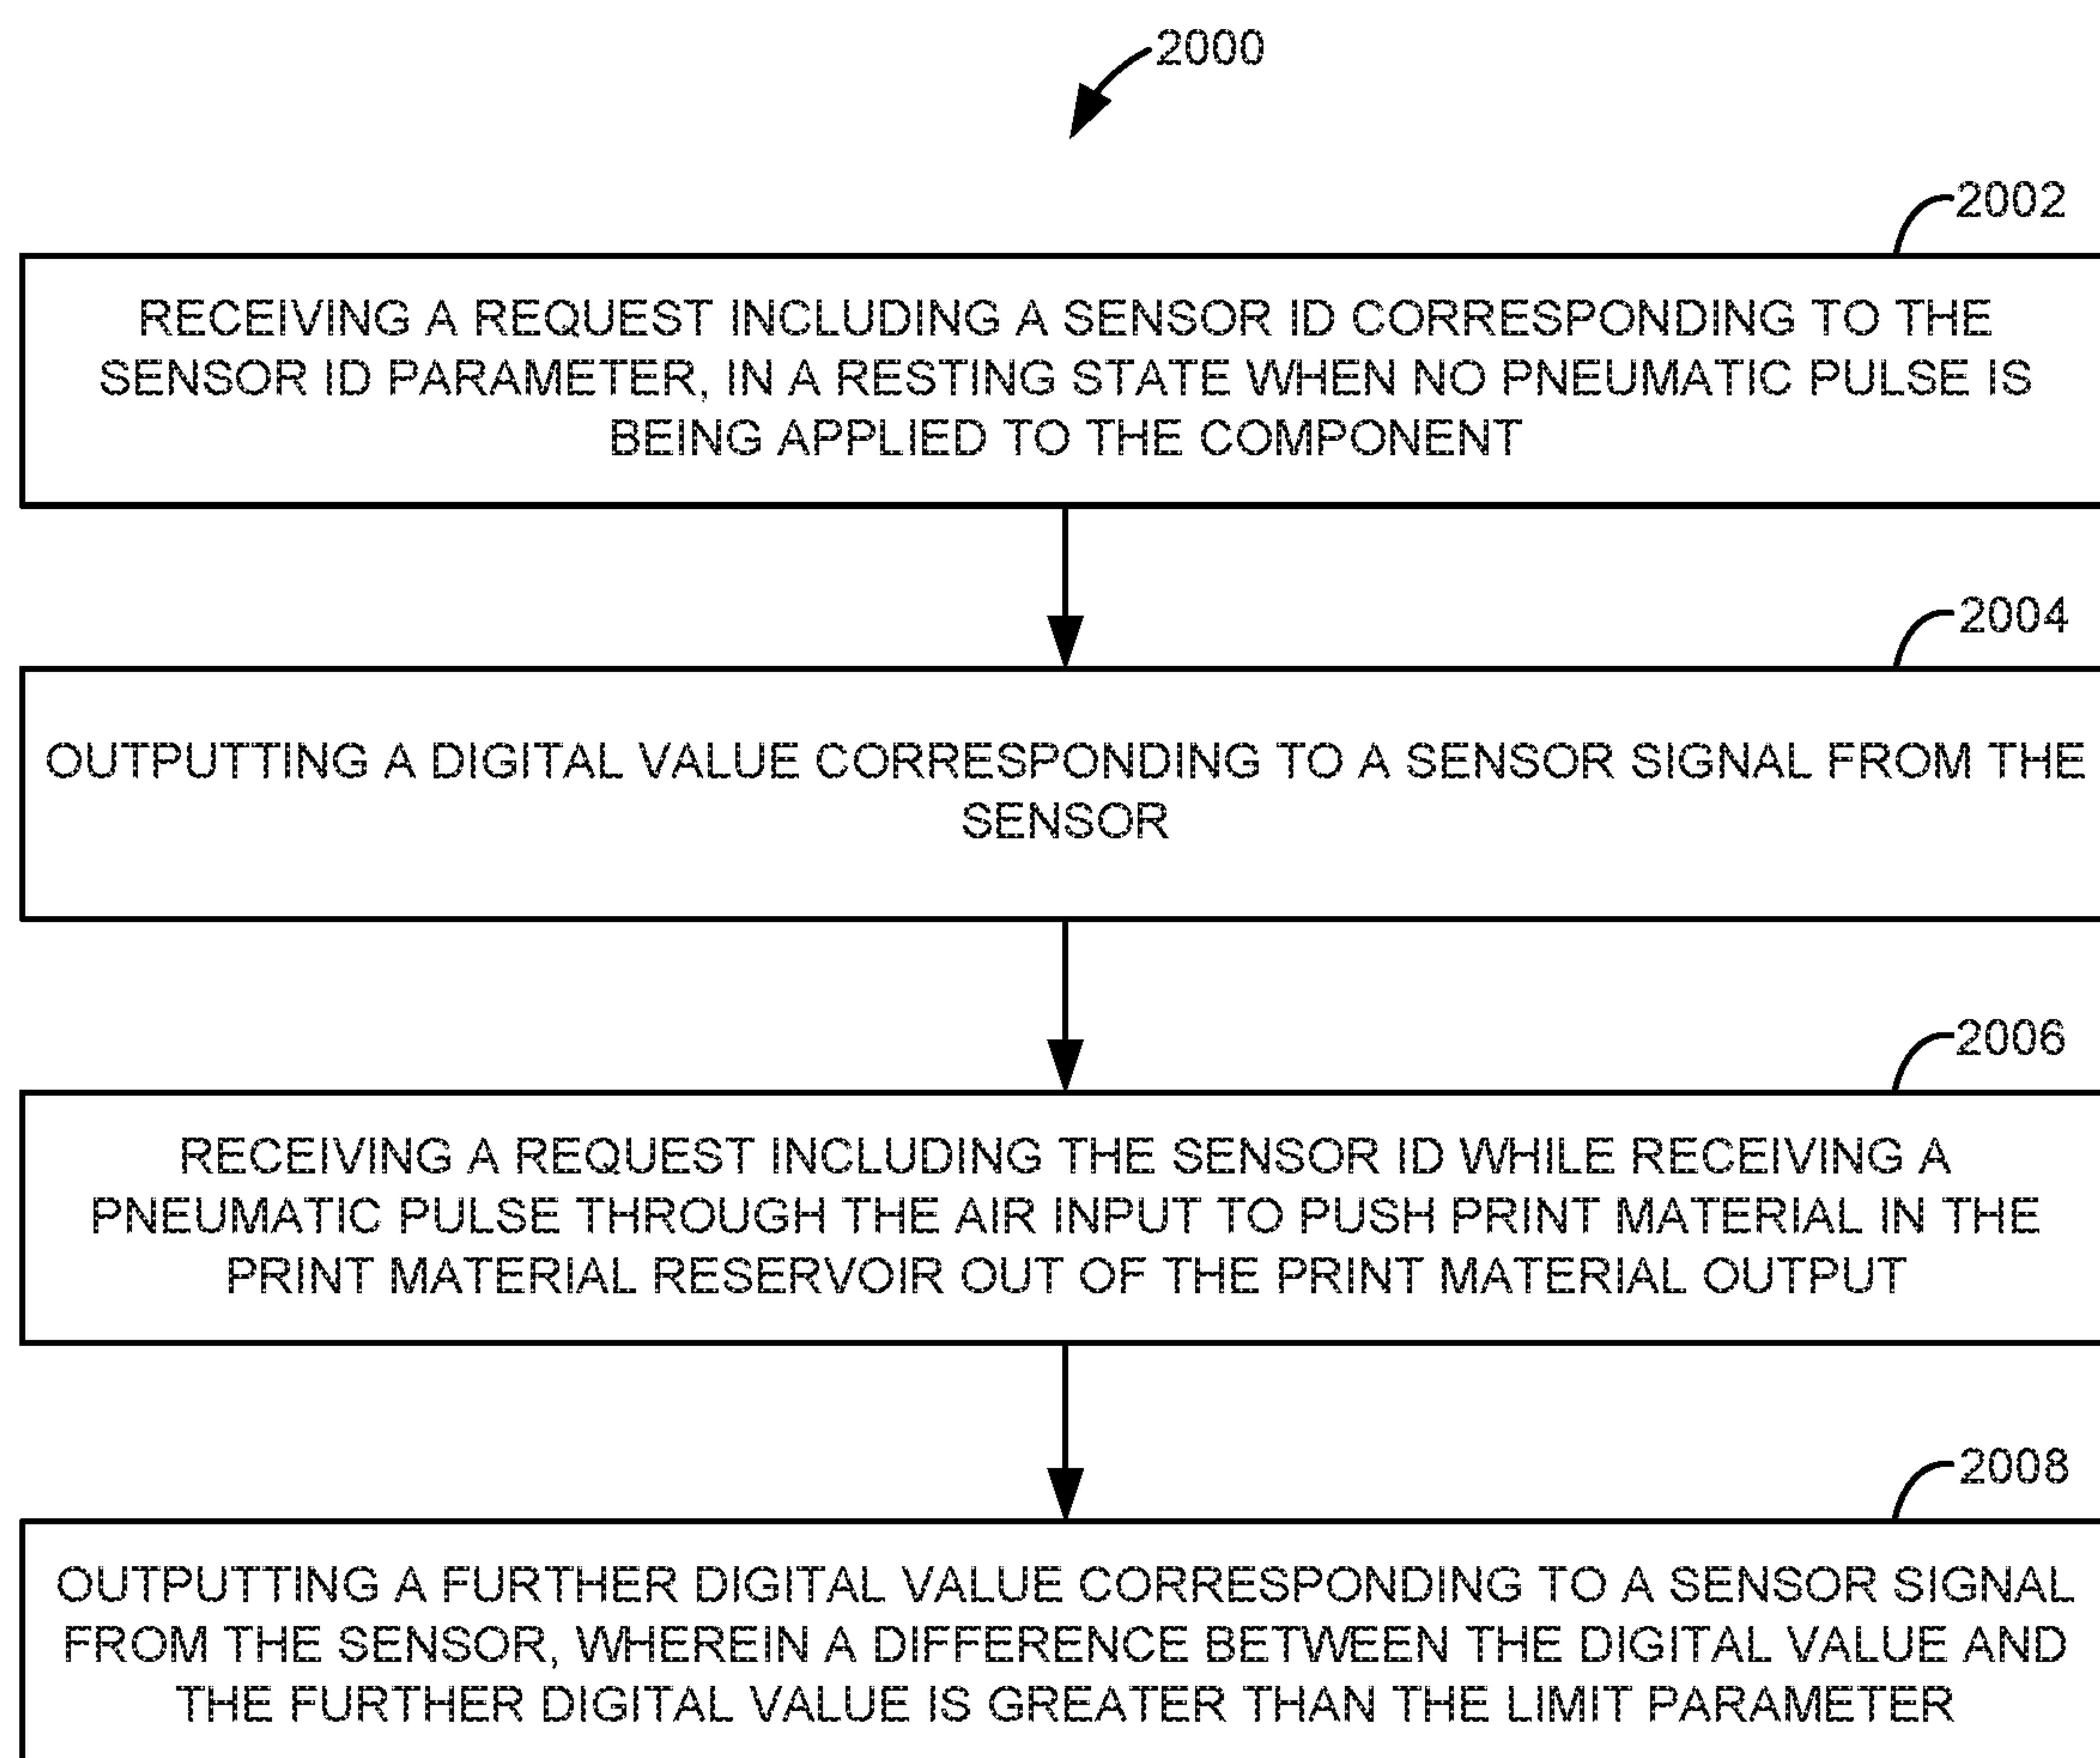 2000
2002
RECEIVING A REQUEST INCLUDING A SENSOR ID CORRESPONDING TO THE
SENSOR ID PARAMETER, IN A RESTING STATE WHEN NO PNEUMATIC PULSE IS
BEING APPLIED TO THE COMPONENT
2004
OUTPUTTING A DIGITAL VALUE CORRESPONDING TO A SENSOR SIGNAL FROM THE
SENSOR
2006
RECEIVING A REQUEST INCLUDING THE SENSOR ID WHILE RECEIVING A
PNEUMATIC PULSE THROUGH THE AIR INPUT TO PUSH PRINT MATERIAL IN THE
PRINT MATERIAL RESERVOIR OUT OF THE PRINT MATERIAL OUTPUT
2008
OUTPUTTING A FURTHER DIGITAL VALUE CORRESPONDING TO A SENSOR SIGNAL
FROM THE SENSOR, WHEREIN A DIFFERENCE BETWEEN THE DIGITAL VALUE AND
THE FURTHER DIGITAL VALUE IS GREATER THAN THE LIMIT PARAMETER